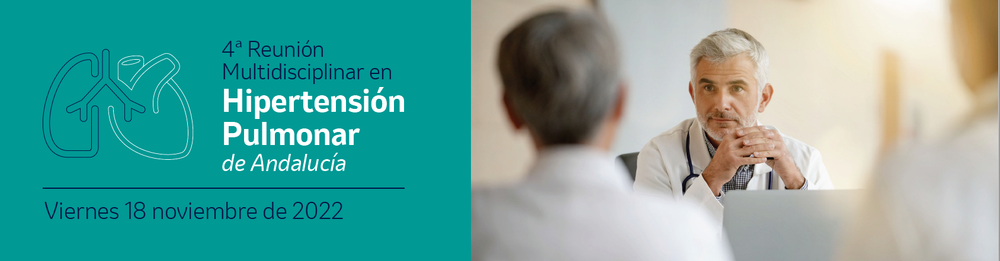 4ª Reunión
Multidisciplinar en
Hipertensión
Pulmonar
de Andalucía
Viernes 18 noviembre de 2022